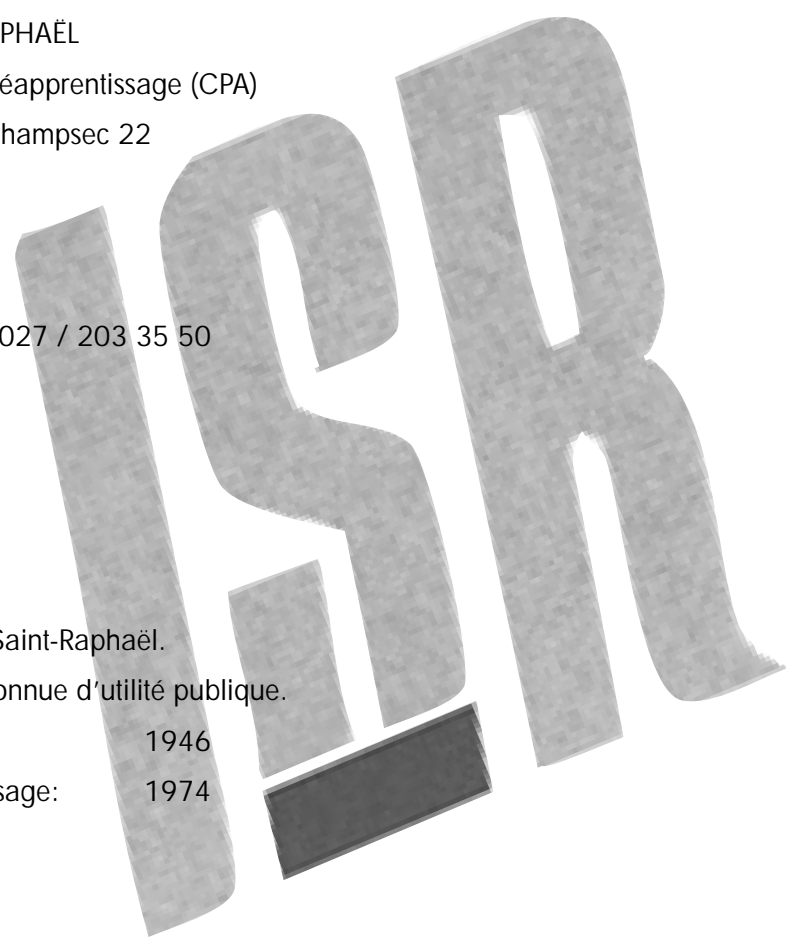 PHAËL
éapprentissage (CPA)
hampsec 22
027 / 203 35 50
Saint-Raphaël.
onnue d'utilité publique.
1946
sage: 1974
ISR